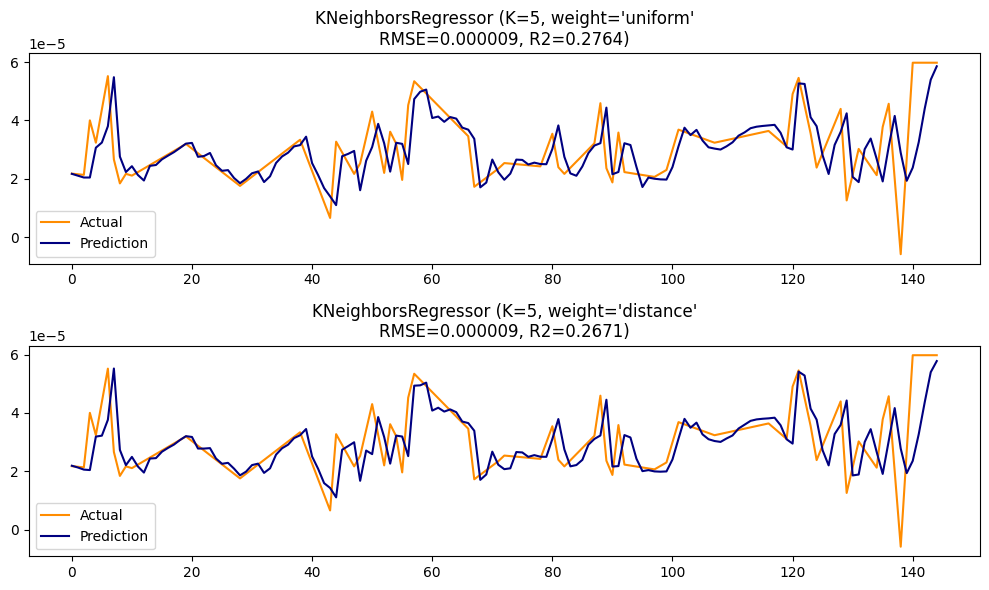 KNeighborsRegressor (K=5, weight='uniform'
RMSE=0.000009, R2=0.2764)
1e−5
6
4
2
0
Actual
Prediction
0 20 40 60 80 100 120 140
KNeighborsRegressor (K=5, weight='distance'
RMSE=0.000009, R2=0.2671)
1e−5
6
4
2
0
Actual
Prediction
0 20 40 60 80 100 120 140